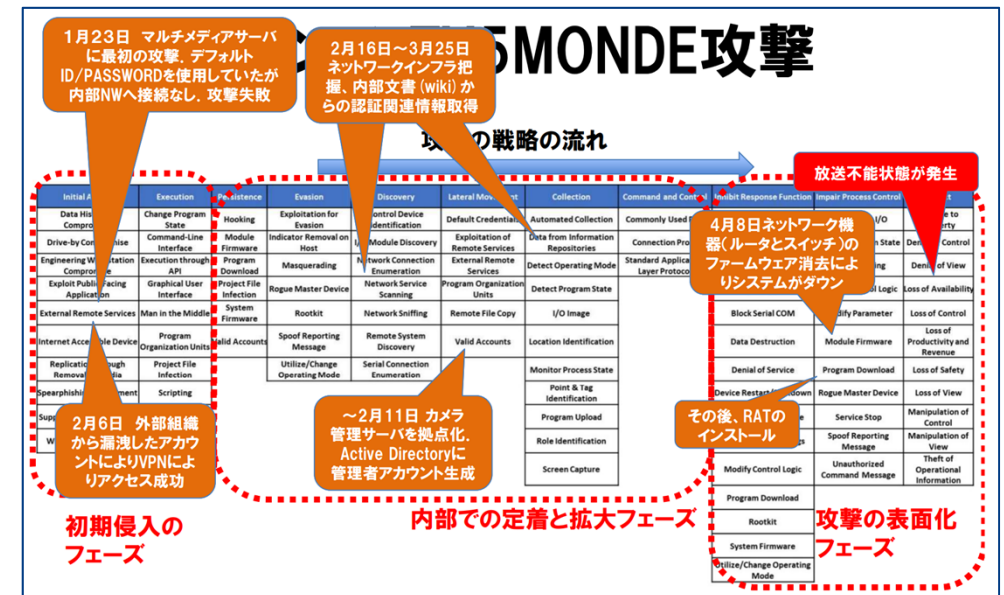 5MONDE攻撃
1月23日 マルチメディアサーバ
に最初の攻撃．デフォルト
ID/PASSWORDを使用していたが
内部NWへ接続なし．攻撃失敗
2月16日～3月25日
ネットワークインフラ把
握、内部文書(wiki)か
らの認証関連情報取得
の戦略の流れ
放送不能状態が発生
4月8日ネットワーク機
器(ルータとスイッチ)の
ファームウェア消去によ
りシステムがダウン
その後、RATの
インストール
2月6日 外部組織
から漏洩したアカウ
ントによりVPNによ
りアクセス成功
～2月11日 カメラ
管理サーバを拠点化．
Active Directoryに
管理者アカウント生成
初期侵入の
フェーズ
内部での定着と拡大フェーズ
攻撃の表面化
フェーズ
Initial
Data
Drive-by
Engineering
Exploit Public Facing
Application
External Remote Services
Internet
Replication Through
Removal
Spearphishing
Execution
Change Program
State
Command-Line
Interface
Execution through
API
Graphical User
Interface
Man in the Middle
Program
Organization Units
Project File
Infection
Scripting
Persistence
Hooking
Module
Firmware
Program
Download
Project File
Infection
System
Firmware
Valid Accounts
Evasion
Exploitation for
Evasion
Indicator Removal on
Host
Masquerading
Rogue Master Device
Rootkit
Spoof Reporting
Message
Utilize/Change
Operating Mode
Discovery
Control Device
Identification
Module Discovery
Network Connection
Enumeration
Network Service
Scanning
Network Sniffing
Remote System
Discovery
Serial Connection
Enumeration
Lateral
Default
Exploitation of
Remote Services
External Remote
Services
Program Organization
Units
Remote File Copy
Valid Accounts
Collection
Automated Collection
Data from Information
Repositories
Detect Operating Mode
Detect Program State
I/O Image
Location Identification
Monitor Process State
Point & Tag
Identification
Program Upload
Role Identification
Screen Capture
Command and Control
Commonly Used
Connection
Standard
Layer
Inhibit Response Function
Block Serial COM
Data Destruction
Denial of Service
Device Restart
Modify Control Logic
Program Download
Rootkit
System Firmware
Utilize/Change Operating
Mode
Impair Process Control
I/O
State
Logic
Parameter
Module Firmware
Program Download
Rogue Master Device
Service Stop
Spoof Reporting
Message
Unauthorized
Command Message
to
Control
Denial of View
Loss of Availability
Loss of Control
Loss of
Productivity and
Revenue
Loss of Safety
Loss of View
Manipulation of
Control
Manipulation of
View
Theft of
Operational
Information